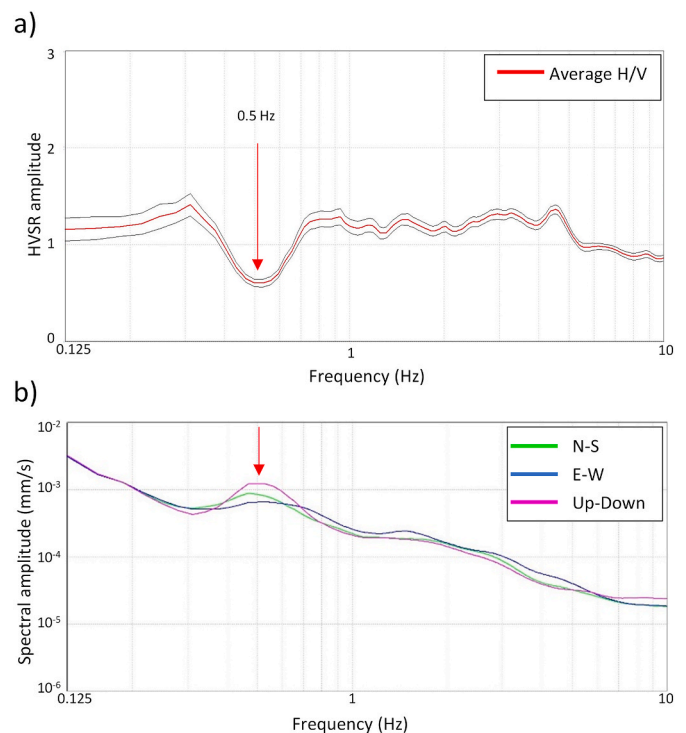 a)
3
2
1
0
HVSR amplitude
0.5 Hz
Average H/V
0.125
1
10
Frequency (Hz)
b)
10-2
10-3
10-4
10-5
10-6
Spectral amplitude (mm/s)
N-S
E-W
Up-Down
0.125
1
10
Frequency (Hz)